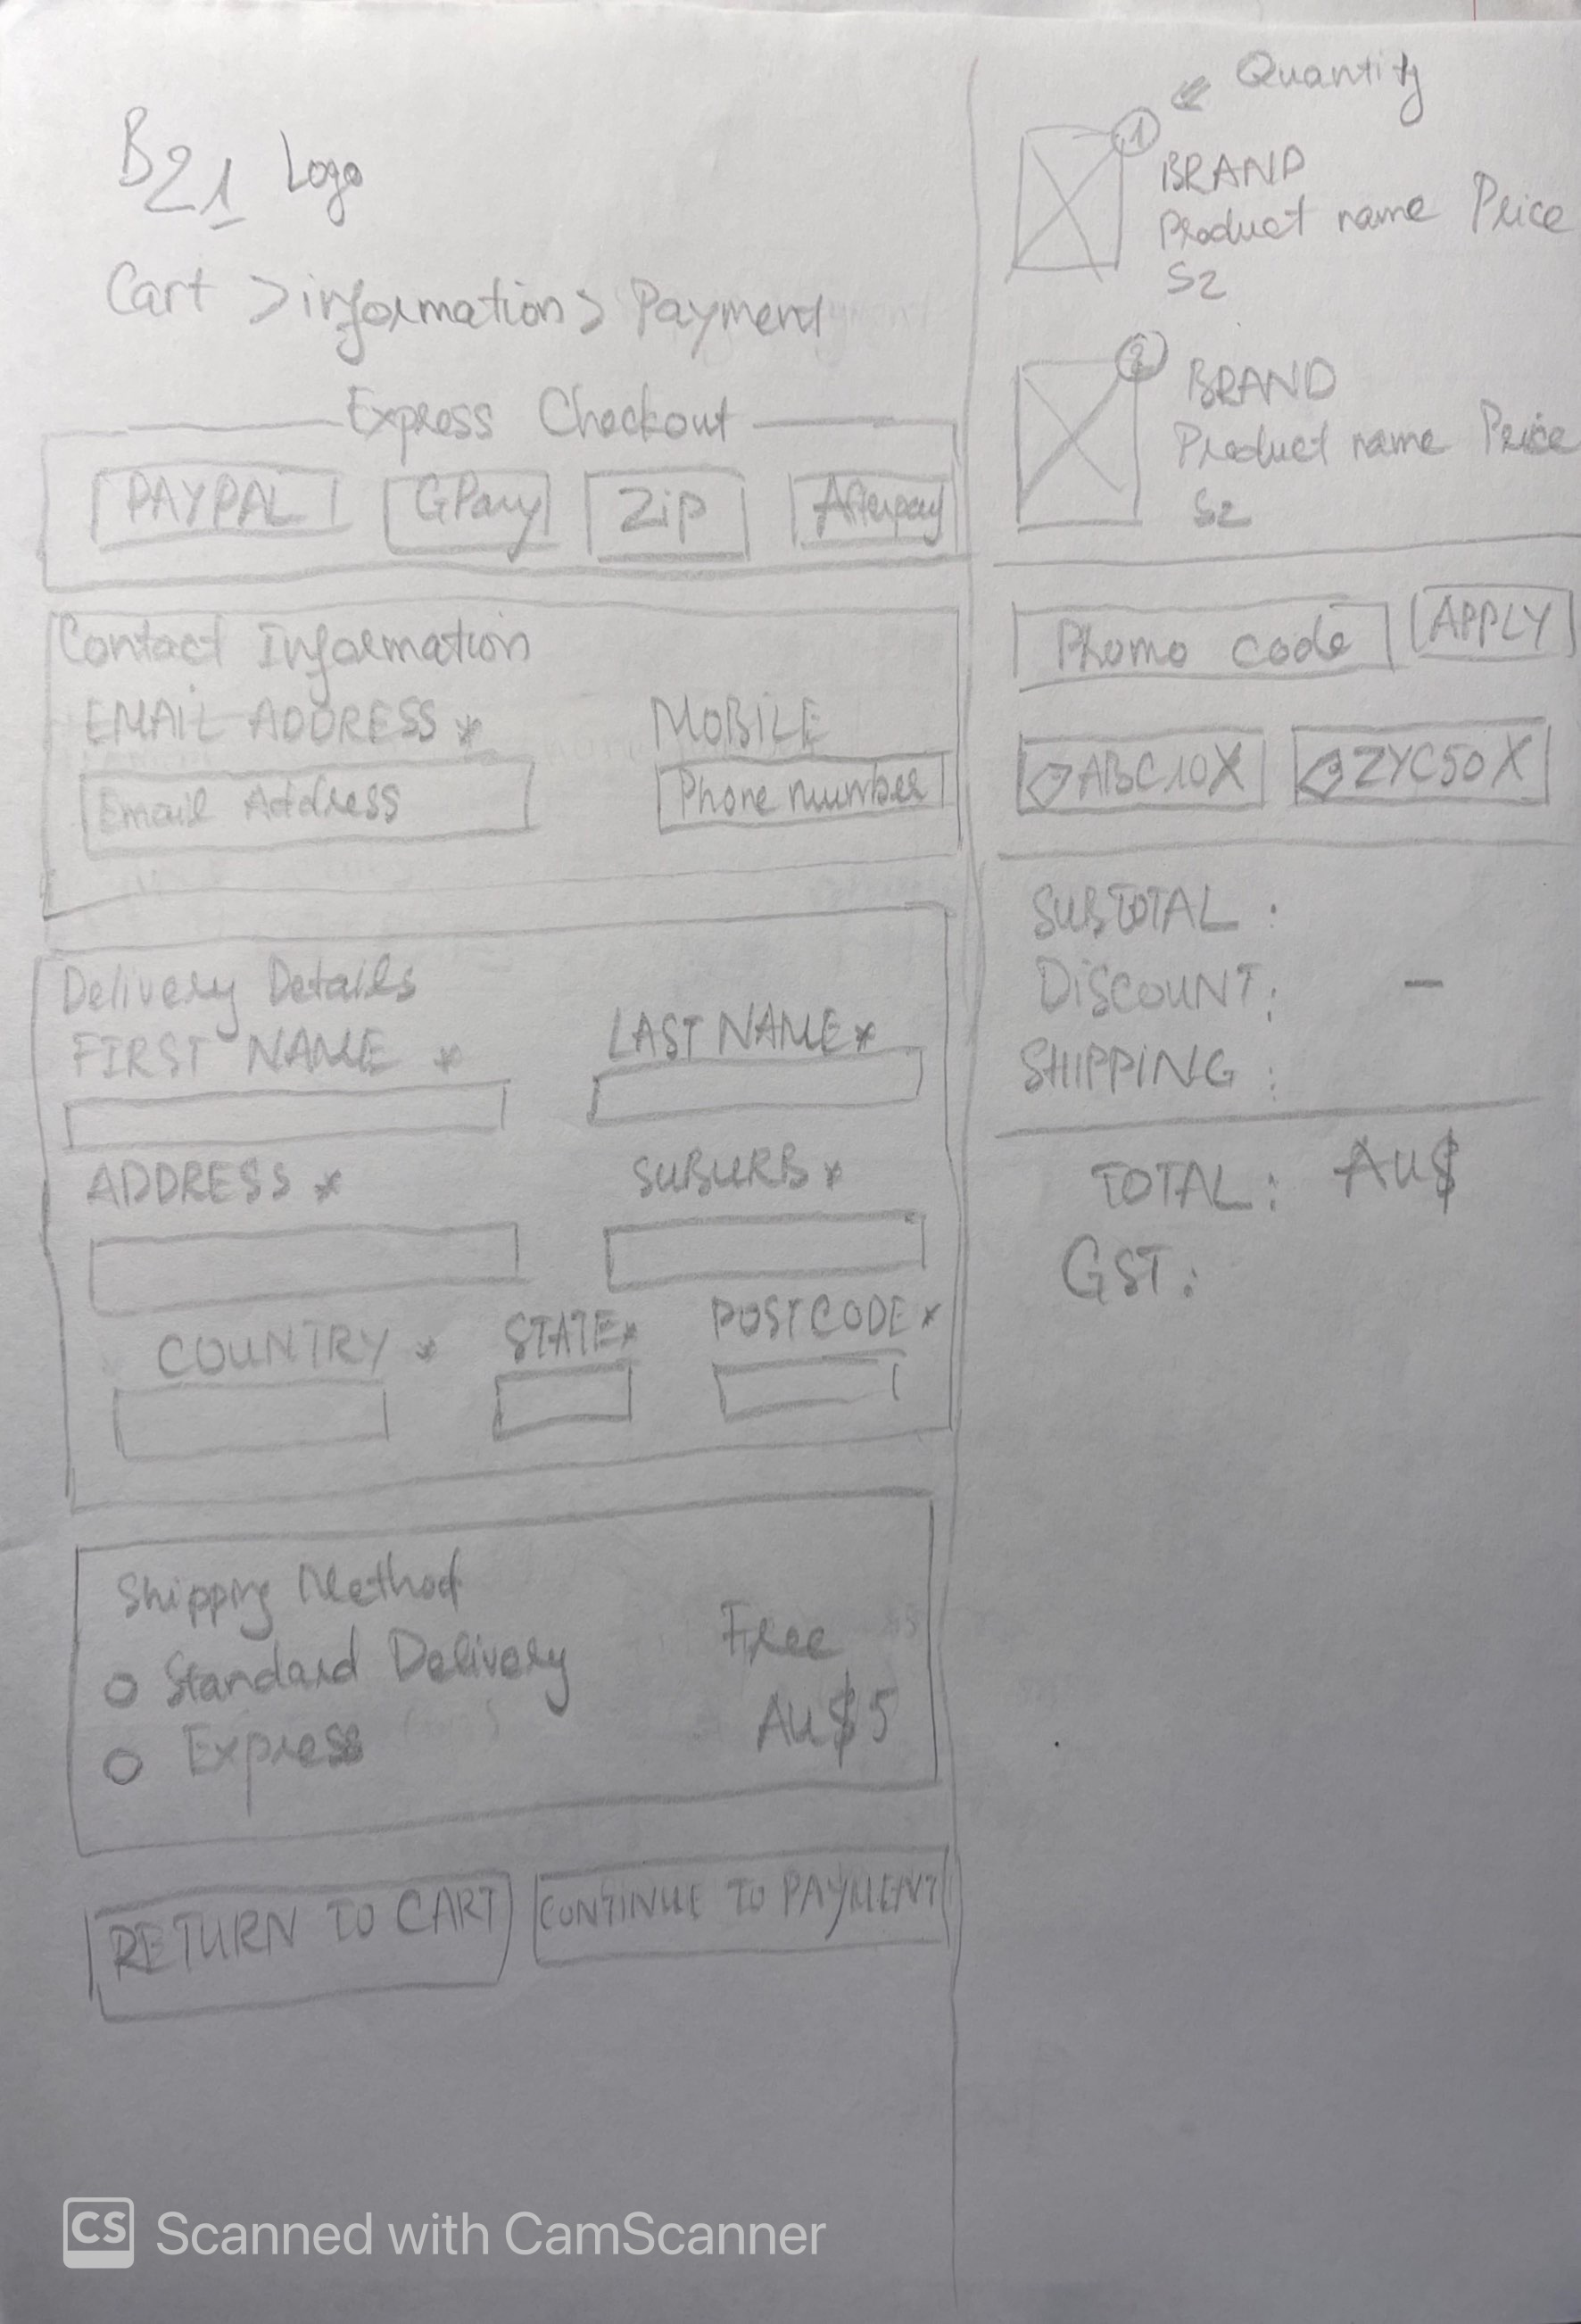 B21 Logo
Cart > information > Payment
Express Checkout
PAYPAL GPay Zip Afterpay
Contact Information
EMAIL ADDRESS * MOBILE
Email Address Phone number
Delivery Details
FIRST NAME * LAST NAME *
ADDRESS * SUBURB *
COUNTRY * STATE * POSTCODE *
Shipping Method
Standard Delivery Free
Express Au$5
RETURN TO CART CONTINUE TO PAYMENT
Quantity
1
BRAND
Product name Price
SZ
2
BRAND
Product name Price
SZ
Promo code APPLY
ABC10X ZYC50X
SUBTOTAL :
DISCOUNT: -
SHIPPING :
TOTAL: Au$
GST:
CS Scanned with CamScanner